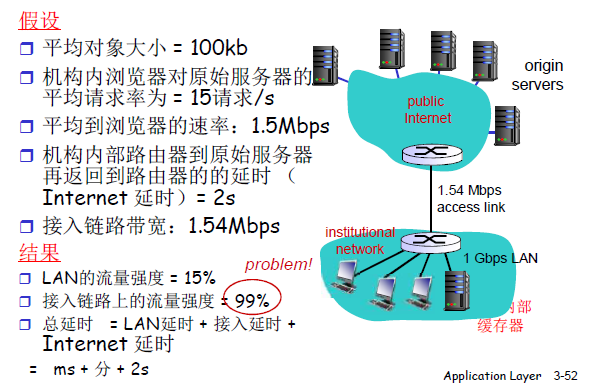 假设
平均对象大小 = 100kb
机构内浏览器对原始服务器的
平均请求率为 = 15请求/s
平均到浏览器的速率：1.5Mbps
机构内部路由器到原始服务器
再返回到路由器的的延时 （
Internet 延时）= 2s
接入链路带宽：1.54Mbps
结果
LAN的流量强度 = 15%
接入链路上的流量强度 = 99%
problem!
总延时 = LAN延时 + 接入延时 +
Internet 延时
= ms + 分 + 2s
origin
servers
public
Internet
1.54 Mbps
access link
institutional
network
1 Gbps LAN
内部
缓存器
Application Layer 3-52